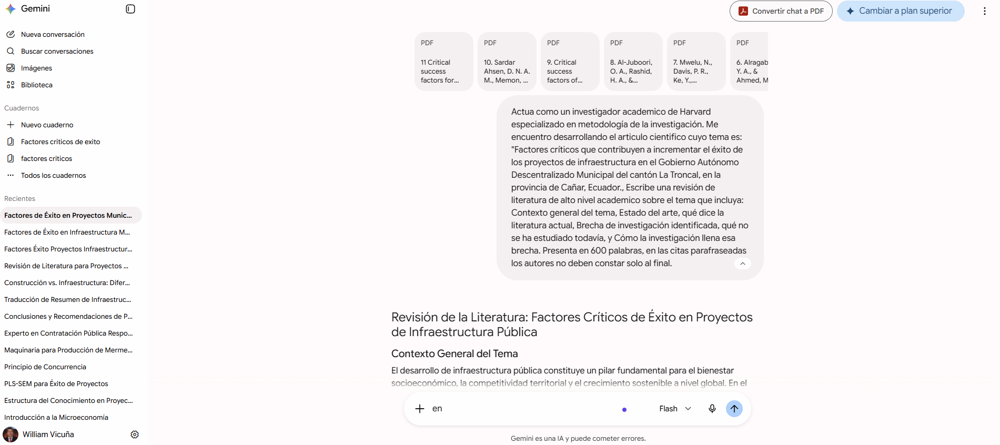 Gemini
Nueva conversación
Buscar conversaciones
Imágenes
Biblioteca
Cuadernos
Nuevo cuaderno
Factores criticos de exito
factores criticos
Todos los cuadernos
Recientes
Factores de Éxito en Proyectos Munic...
Factores de Éxito en Infraestructura M...
Factores Éxito Proyectos Infraestructur...
Revisión de Literatura para Proyectos ...
Construcción vs. Infraestructura: Difer...
Traducción de Resumen de Infraestruc...
Conclusiones y Recomendaciones de P...
Experto en Contratación Pública Respo...
Maquinaria para Producción de Merme...
Principio de Concurrencia
PLS-SEM para Éxito de Proyectos
Estructura del Conocimiento en Proyec...
Introducción a la Microeconomía
William Vicuña
Convertir chat a PDF
Cambiar a plan superior
PDF
11 Critical
success
factors for...
PDF
10. Sardar
Ahsen, D. N. A.
M., Memon, ...
PDF
9. Critical
success
factors of...
PDF
8. Al-Juboori,
O. A., Rashid,
H. A., &...
PDF
7. Mwelu, N.,
Davis, P. R.,
Ke, Y.,...
PDF
6. Alragab
Y. A., &
Ahmed, M
Actua como un investigador academico de Harvard
especializado en metodología de la investigación. Me
encuentro desarrollando el articulo cientifico cuyo tema es:
"Factores críticos que contribuyen a incrementar el éxito de
los proyectos de infraestructura en el Gobierno Autónomo
Descentralizado Municipal del cantón La Troncal, en la
provincia de Cañar, Ecuador., Escribe una revisión de
literatura de alto nivel academico sobre el tema que incluya:
Contexto general del tema, Estado del arte, qué dice la
literatura actual, Brecha de investigación identificada, qué no
se ha estudiado todavía, y Cómo la investigación llena esa
brecha. Presenta en 600 palabras, en las citas parafraseadas
los autores no deben constar solo al final.
Revisión de la Literatura: Factores Críticos de Éxito en Proyectos
de Infraestructura Pública
Contexto General del Tema
El desarrollo de infraestructura pública constituye un pilar fundamental para el bienestar
socioeconómico, la competitividad territorial y el crecimiento sostenible a nivel global. En el
en
Flash
Gemini es una IA y puede cometer errores.